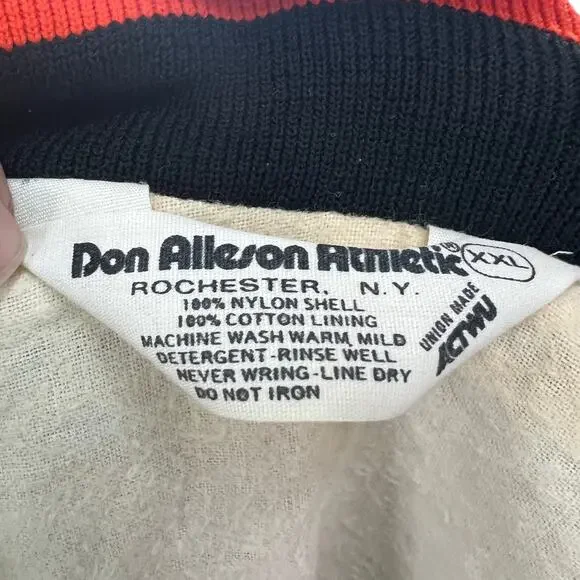 Don Alleson Athletic®
XXL
ROCHESTER, N.Y.
100% NYLON SHELL
100% COTTON LINING
MACHINE WASH WARM, MILD
DETERGENT-RINSE WELL
NEVER WRING-LINE DRY
DO NOT IRON
UNION MADE
ACTWU